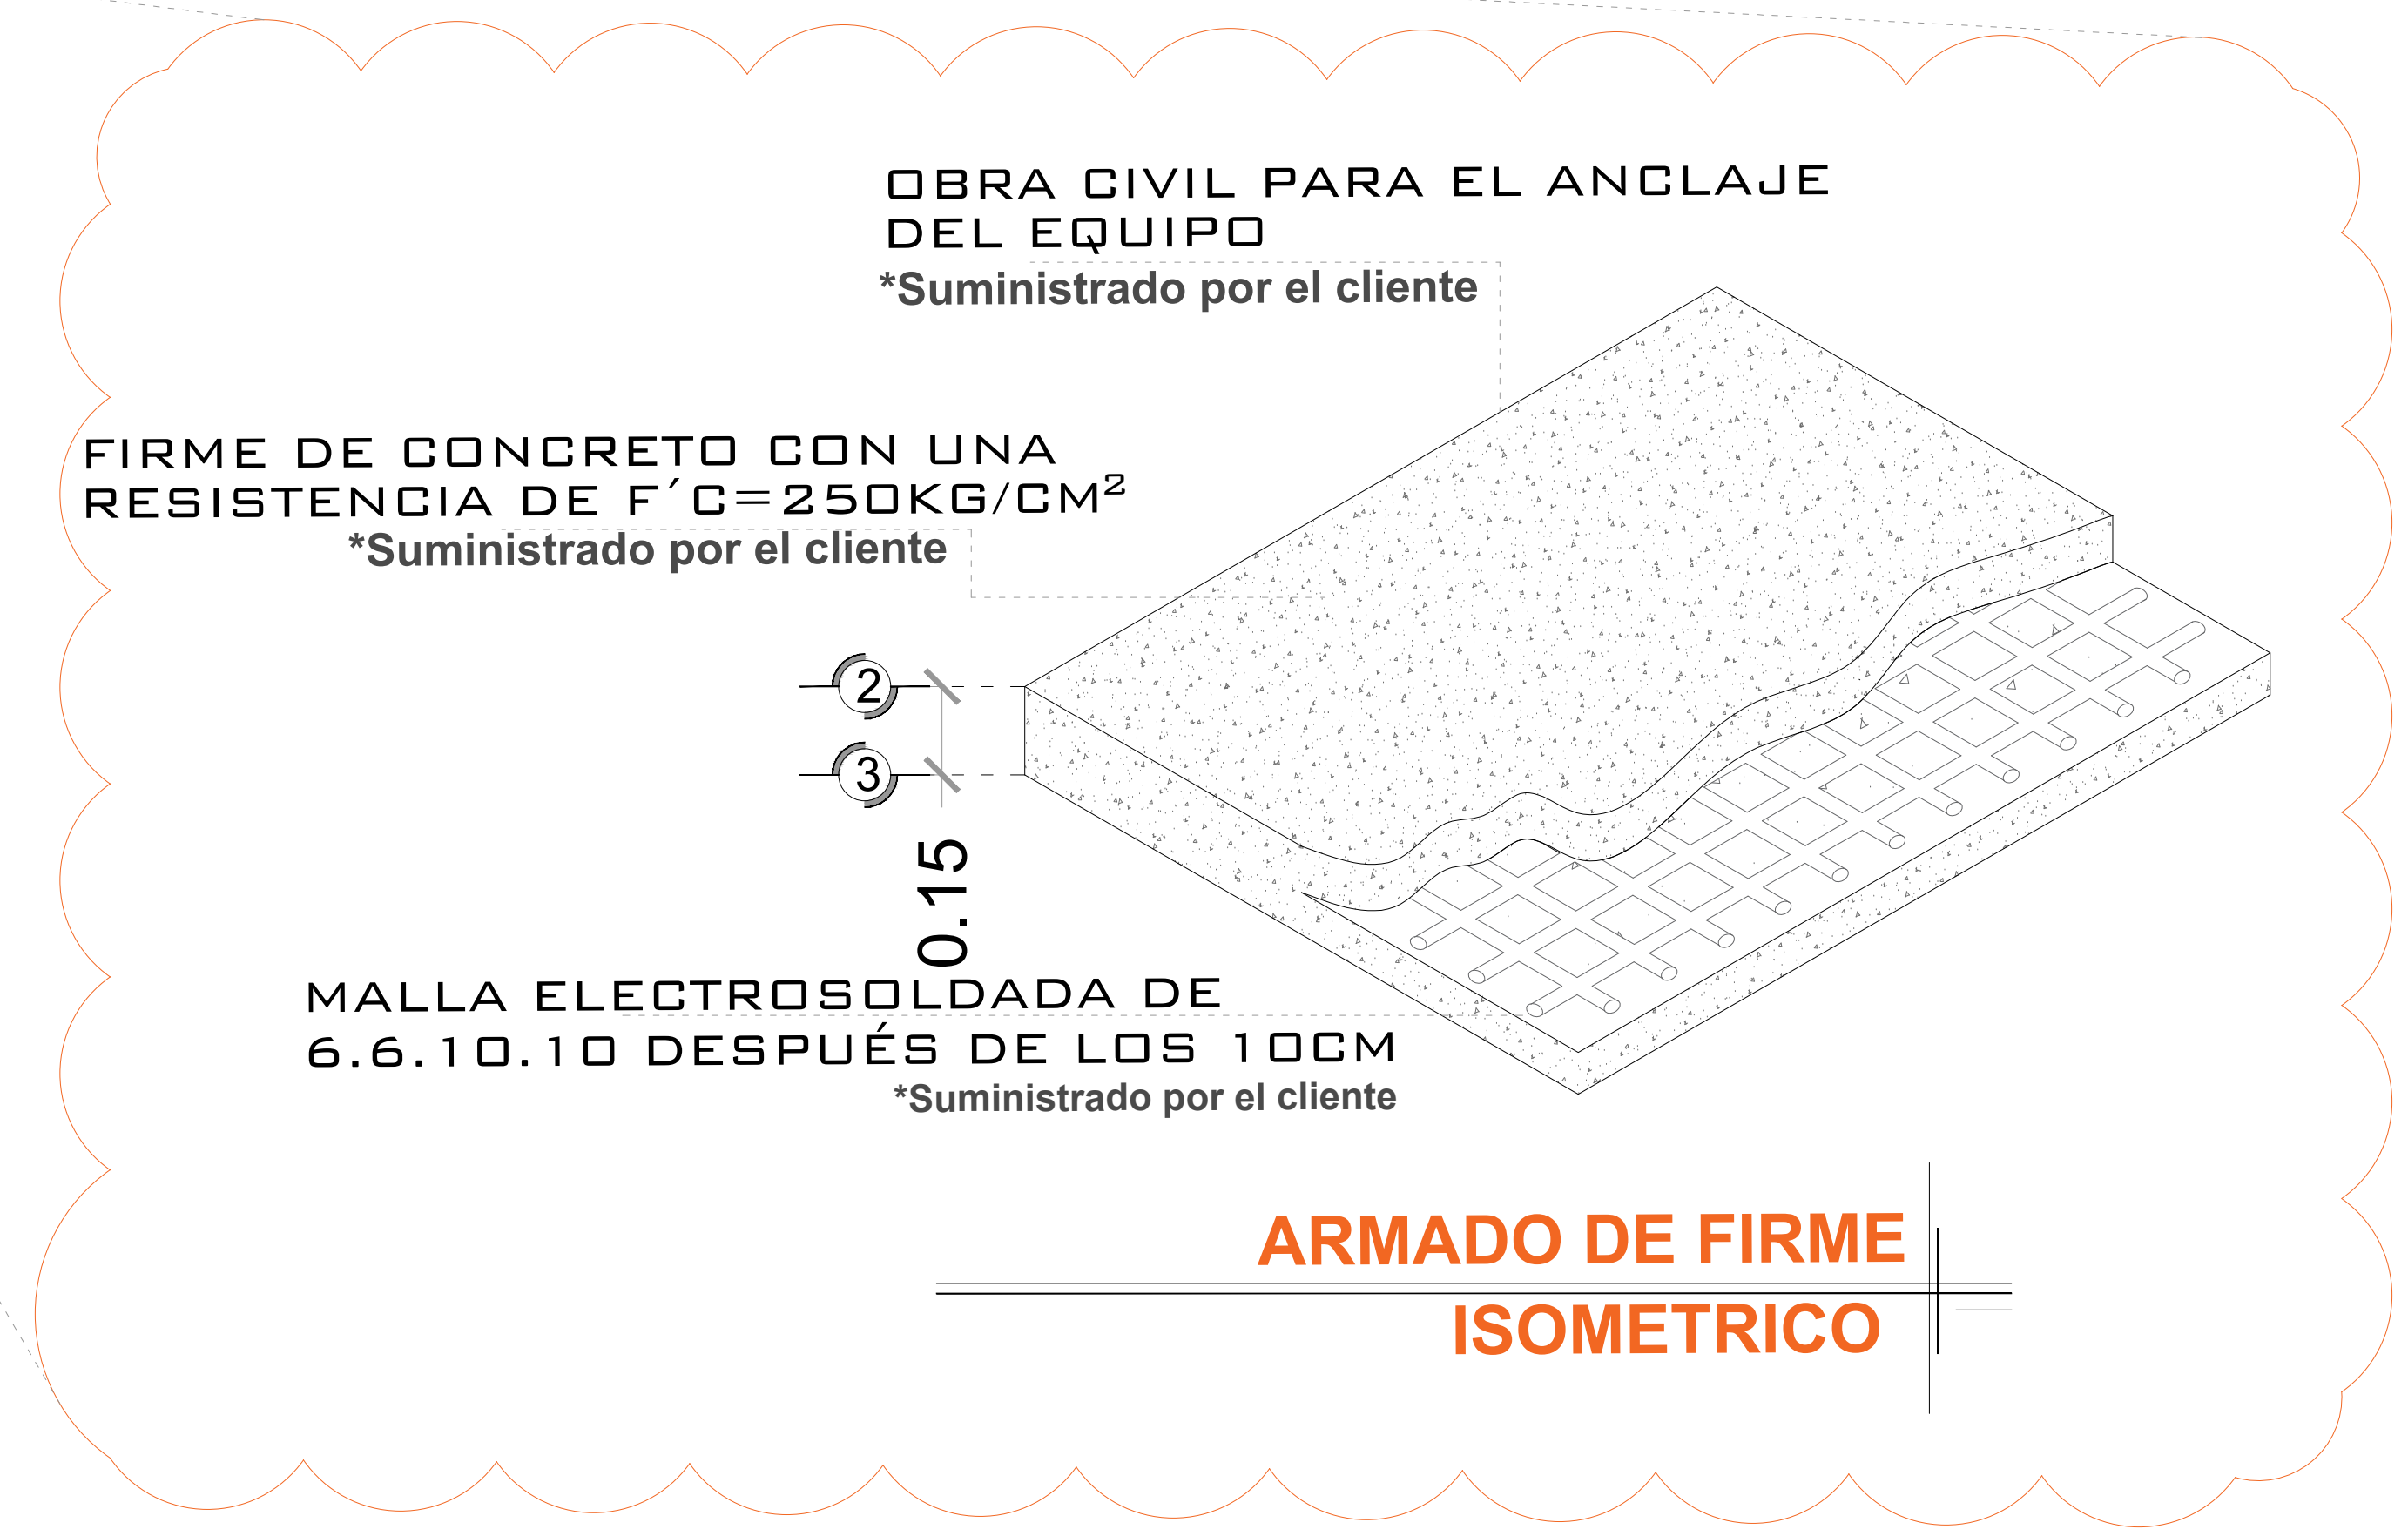 OBRA CIVIL PARA EL ANCLAJE
DEL EQUIPO
*Suministrado por el cliente
FIRME DE CONCRETO CON UNA
RESISTENCIA DE F´C=250KG/CM²
*Suministrado por el cliente
2
3
0.15
MALLA ELECTROSOLDADA DE
6.6.10.10 DESPUÉS DE LOS 10CM
*Suministrado por el cliente
ARMADO DE FIRME
ISOMETRICO